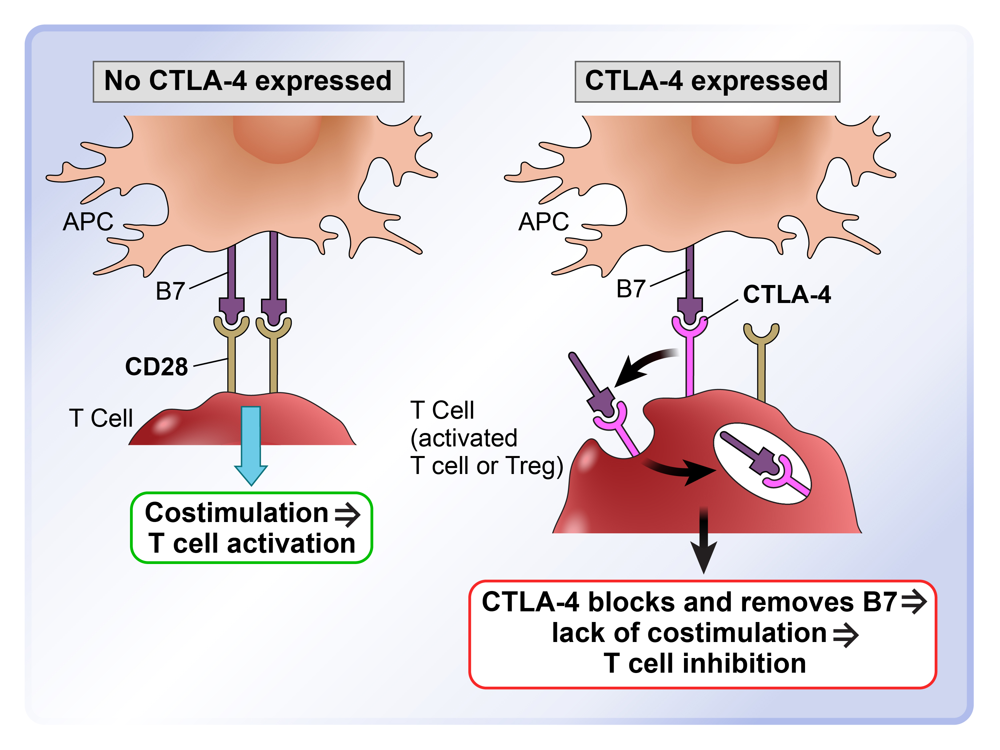 No CTLA-4 expressed
APC
B7
CD28
T Cell
Costimulation ⇒
T cell activation
CTLA-4 expressed
APC
B7
CTLA-4
T Cell
(activated
T cell or Treg)
CTLA-4 blocks and removes B7 ⇒
lack of costimulation ⇒
T cell inhibition